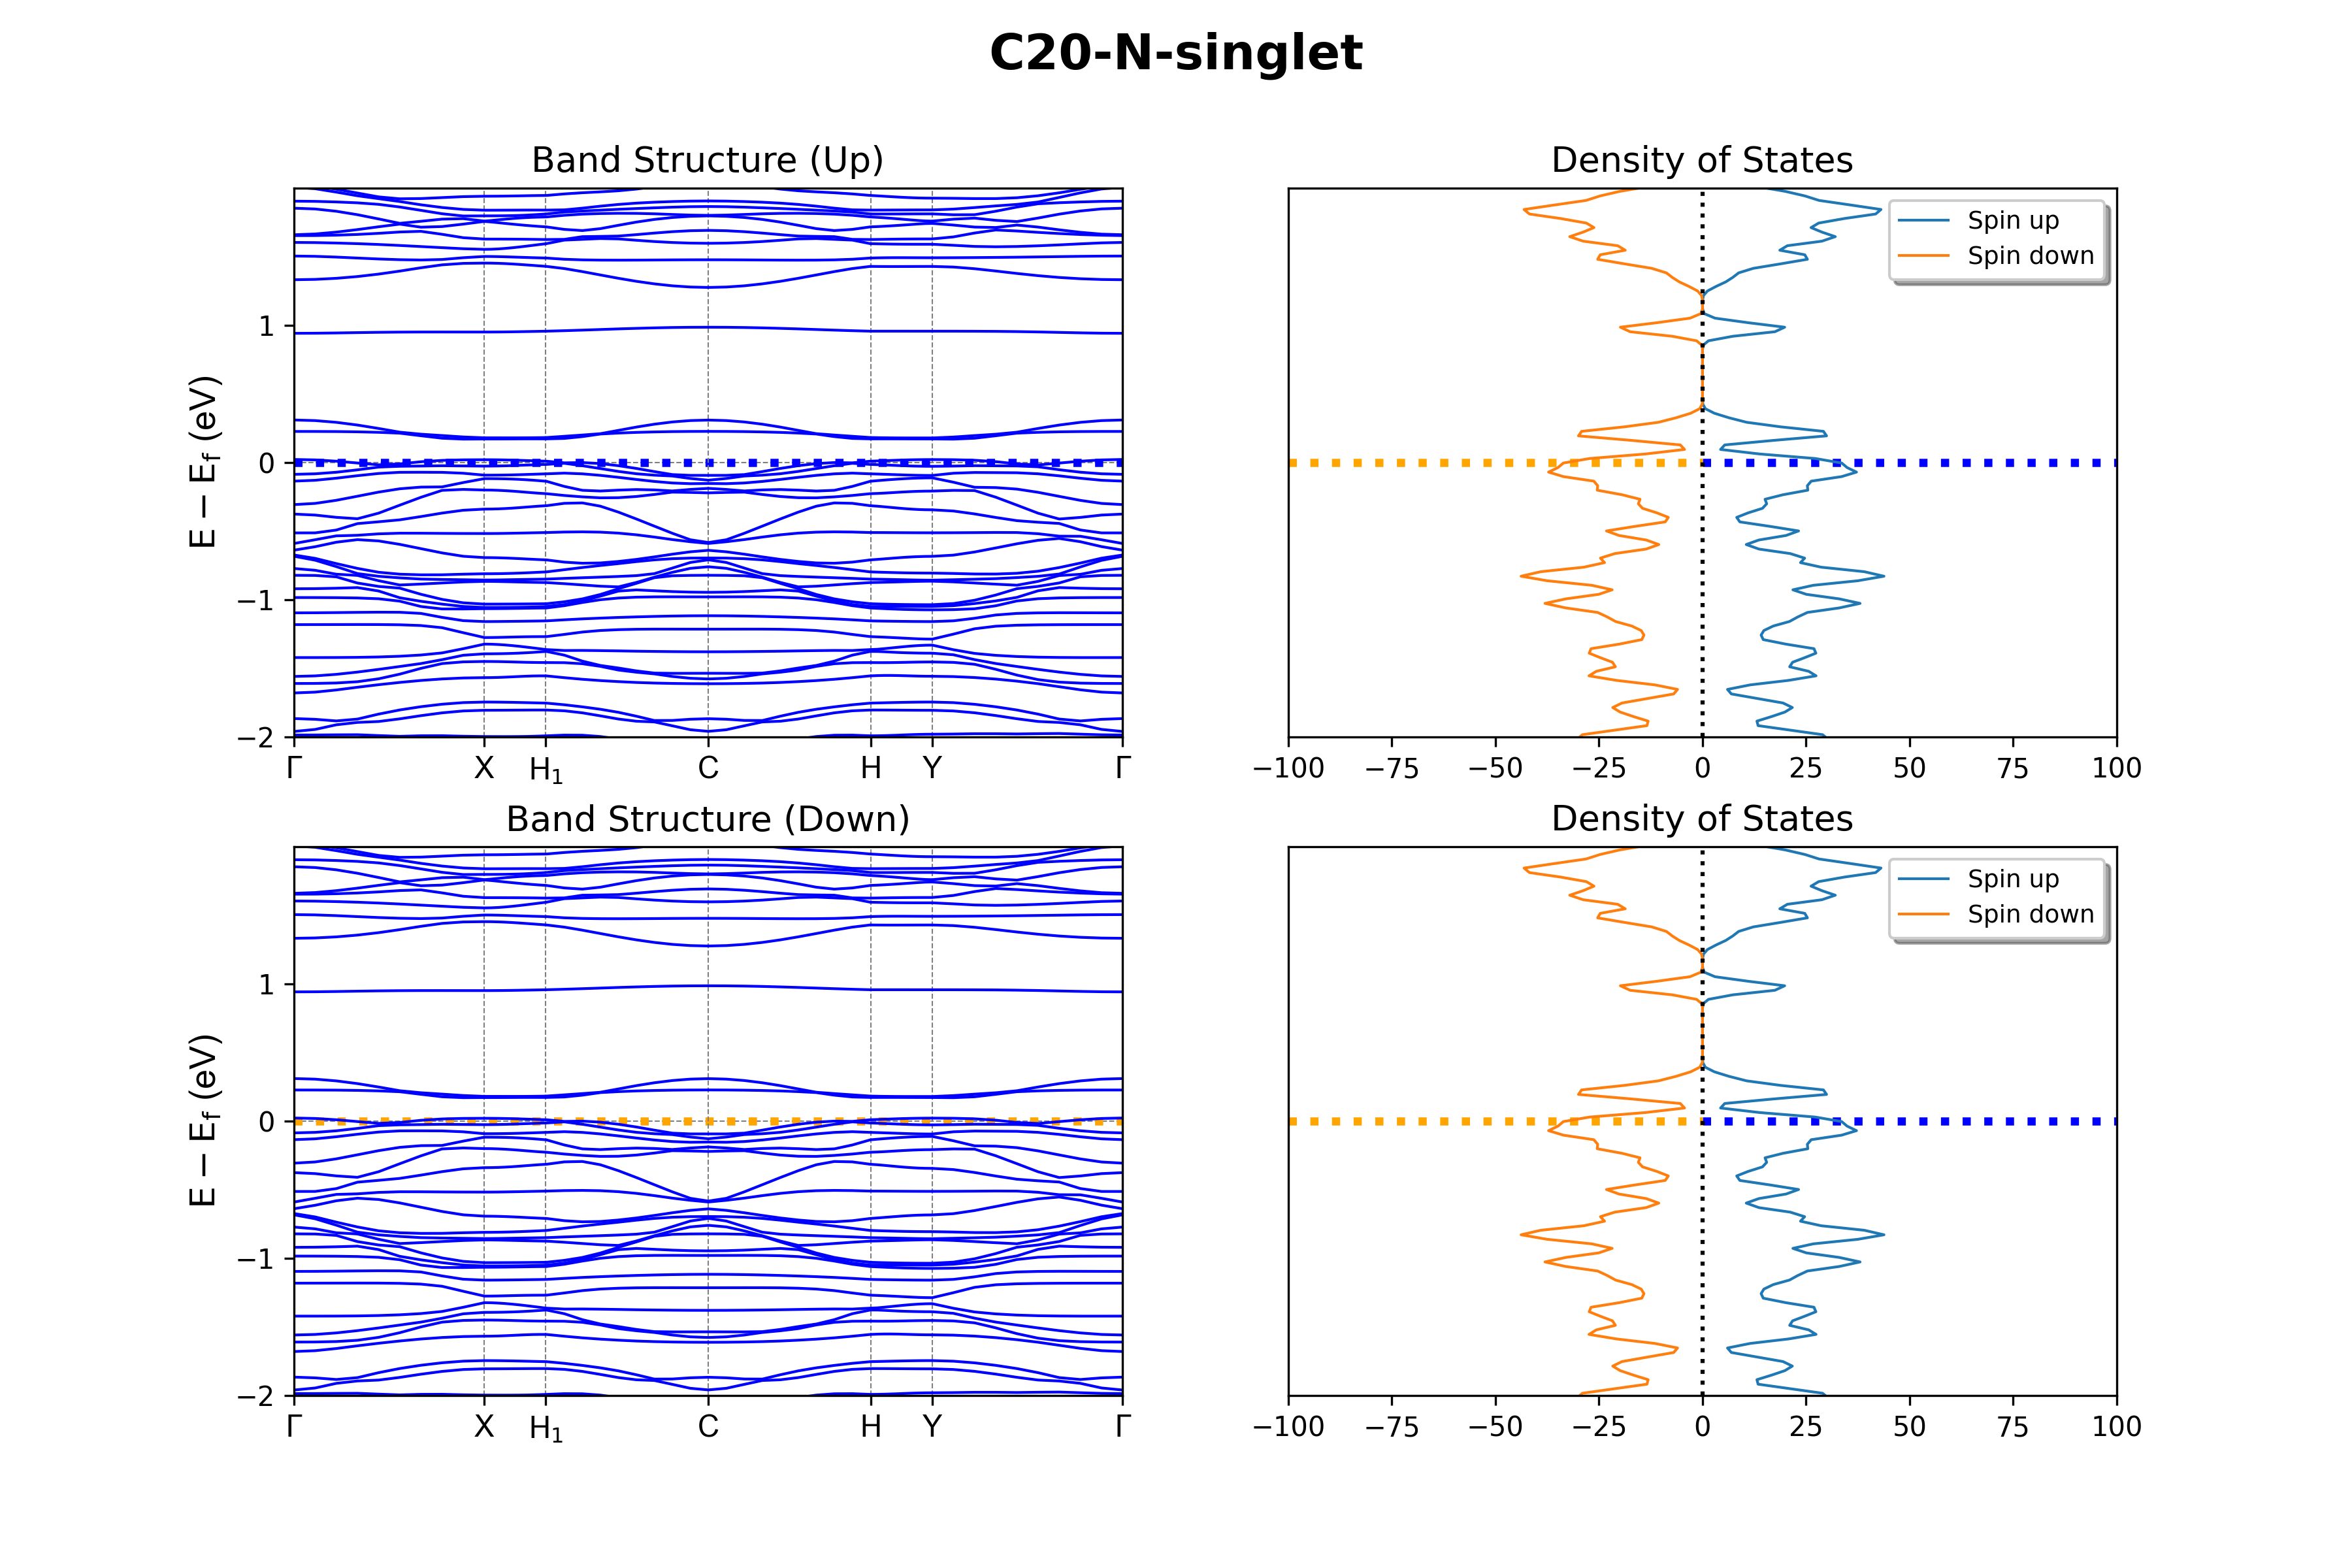 C20-N-singlet
Band Structure (Up)
Density of States
E − E_f (eV)
1
0
−1
−2
Γ
X
H₁
C
H
Y
Γ
Spin up
Spin down
−100
−75
−50
−25
0
25
50
75
100
Band Structure (Down)
Density of States
E − E_f (eV)
1
0
−1
−2
Γ
X
H₁
C
H
Y
Γ
Spin up
Spin down
−100
−75
−50
−25
0
25
50
75
100